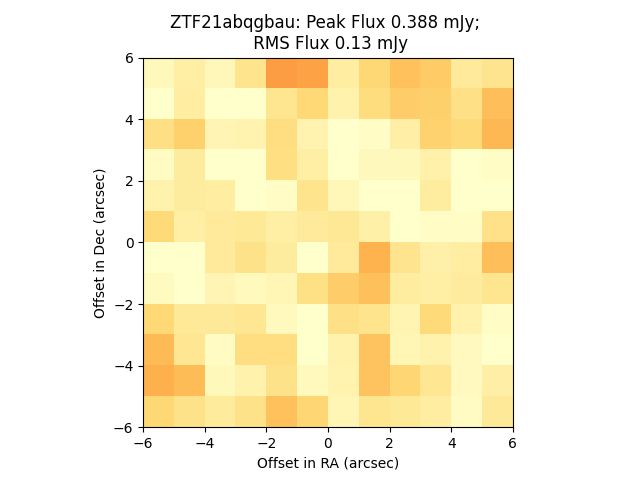 ZTF21abqgbau: Peak Flux 0.388 mJy;
RMS Flux 0.13 mJy
6
4
2
0
−2
−4
−6
Offset in Dec (arcsec)
−6 −4 −2 0 2 4 6
Offset in RA (arcsec)